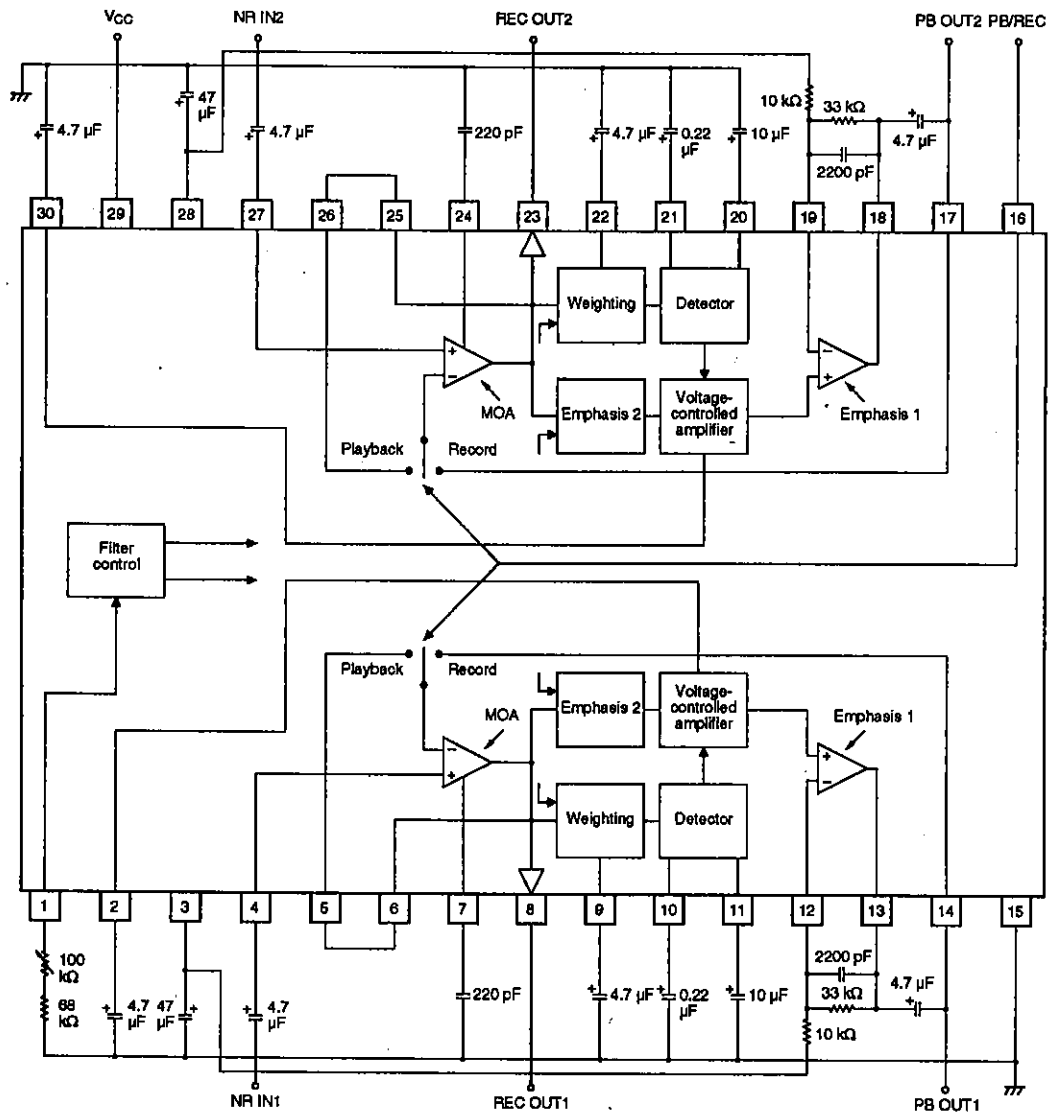 VCC
NR IN2
REC OUT2
PB OUT2 PB/REC
4.7 µF
47 µF
4.7 µF
220 pF
4.7 µF
0.22 µF
10 µF
10 kΩ
33 kΩ
2200 pF
4.7 µF
30 29 28 27 26 25 24 23 22 21 20 19 18 17 16
Weighting
Detector
+
−
MOA
Emphasis 2
Voltage-controlled amplifier
−
+
Emphasis 1
Playback
Record
Filter control
Playback
Record
MOA
−
+
Emphasis 2
Voltage-controlled amplifier
Emphasis 1
+
−
Weighting
Detector
1 2 3 4 5 6 7 8 9 10 11 12 13 14 15
100 kΩ
68 kΩ
4.7 µF
47 µF
4.7 µF
220 pF
4.7 µF
0.22 µF
10 µF
2200 pF
33 kΩ
10 kΩ
4.7 µF
NR IN1
REC OUT1
PB OUT1